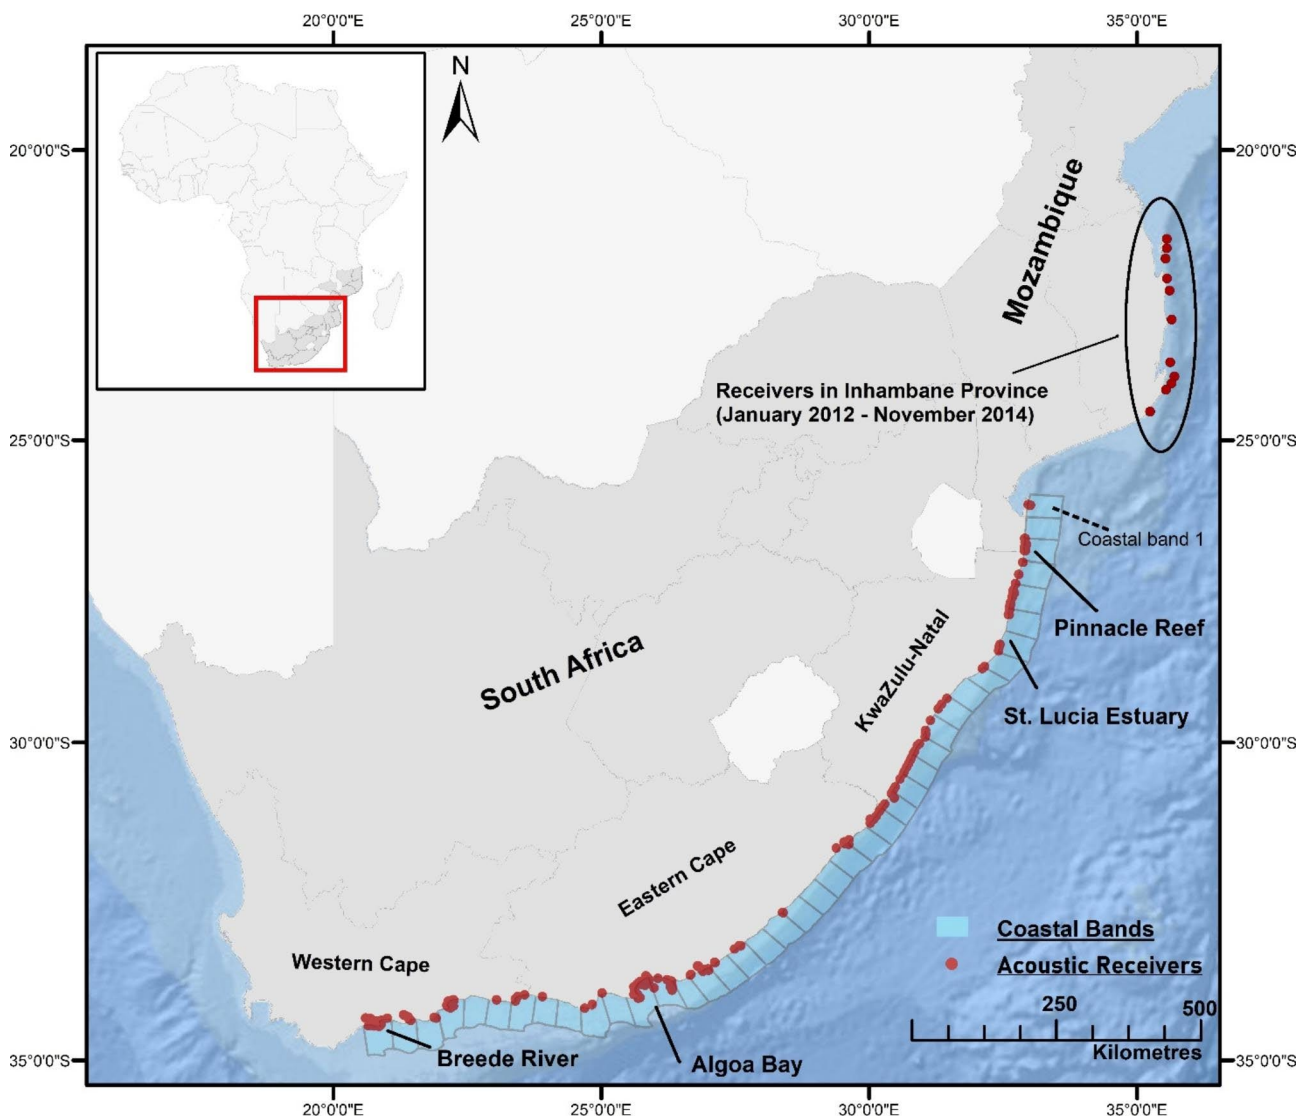 20°0'0"E
25°0'0"E
30°0'0"E
35°0'0"E
N
20°0'0"S
20°0'0"S
Mozambique
Receivers in Inhambane Province
(January 2012 - November 2014)
25°0'0"S
25°0'0"S
Coastal band 1
Pinnacle Reef
KwaZulu-Natal
South Africa
St. Lucia Estuary
30°0'0"S
30°0'0"S
Eastern Cape
Western Cape
Coastal Bands
Acoustic Receivers
250
500
Kilometres
Breede River
Algoa Bay
35°0'0"S
35°0'0"S
20°0'0"E
25°0'0"E
30°0'0"E
35°0'0"E